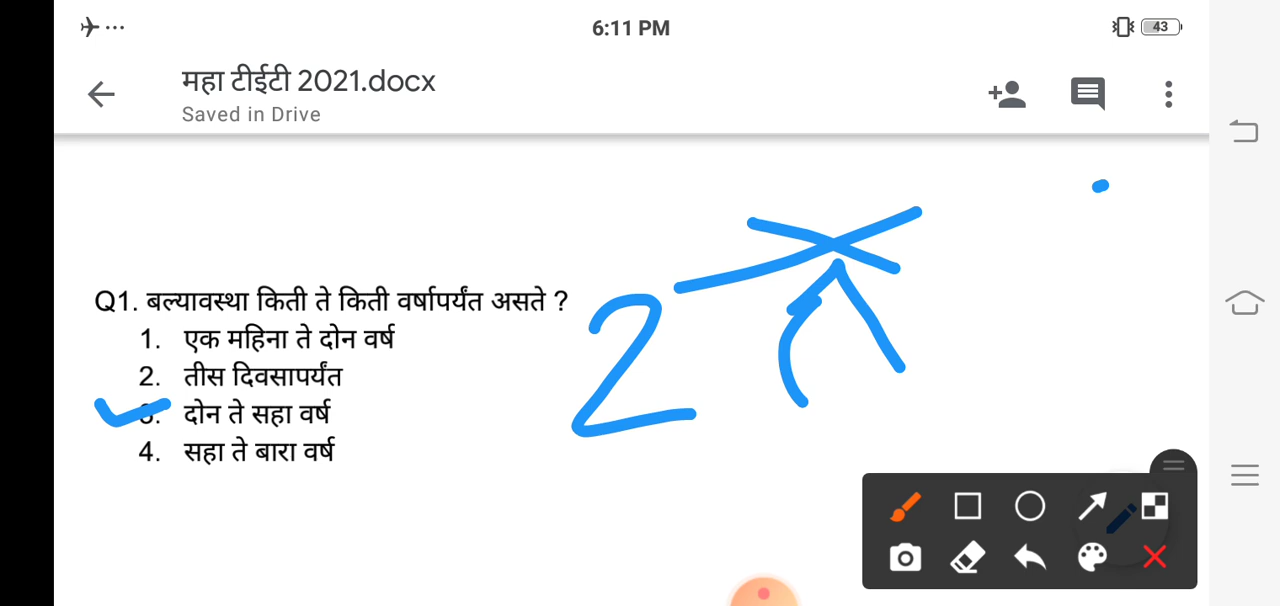 6:11 PM
43
महा टीईटी 2021.docx
Saved in Drive
Q1. बल्यावस्था किती ते किती वर्षापर्यंत असते ?
1. एक महिना ते दोन वर्ष
2. तीस दिवसापर्यंत
3. दोन ते सहा वर्ष
4. सहा ते बारा वर्ष
2